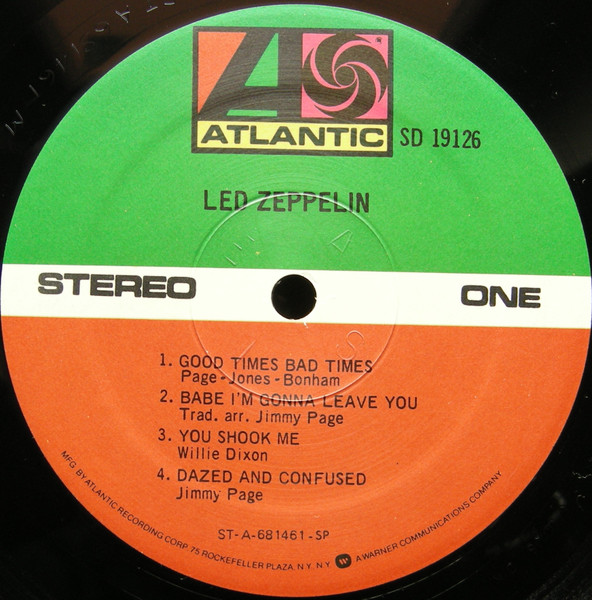 ATLANTIC
SD 19126
LED ZEPPELIN
STEREO
ONE
1. GOOD TIMES BAD TIMES
Page-Jones-Bonham
2. BABE I'M GONNA LEAVE YOU
Trad. arr. Jimmy Page
3. YOU SHOOK ME
Willie Dixon
4. DAZED AND CONFUSED
Jimmy Page
ST-A-681461-SP
MFG. BY ATLANTIC RECORDING CORP. 75 ROCKEFELLER PLAZA, N.Y. N.Y. A WARNER COMMUNICATIONS COMPANY